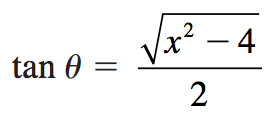 tan θ = √(x² − 4) / 2